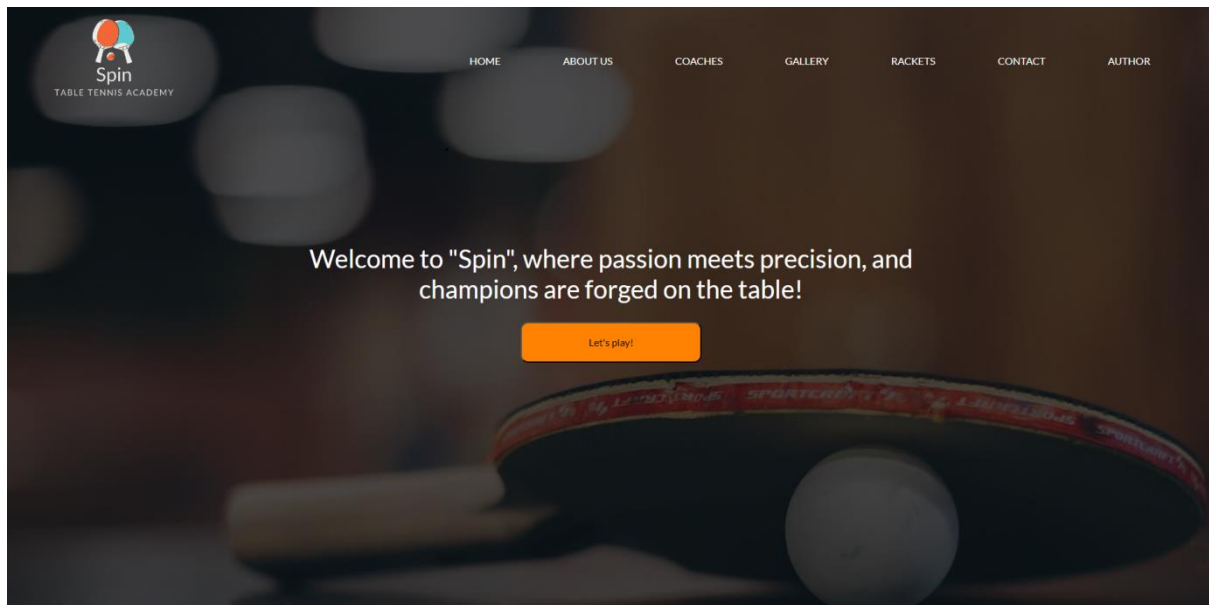 Spin
TABLE TENNIS ACADEMY
HOME ABOUT US COACHES GALLERY RACKETS CONTACT AUTHOR
Welcome to "Spin", where passion meets precision, and
champions are forged on the table!
Let's play!
SPORTCRAFT